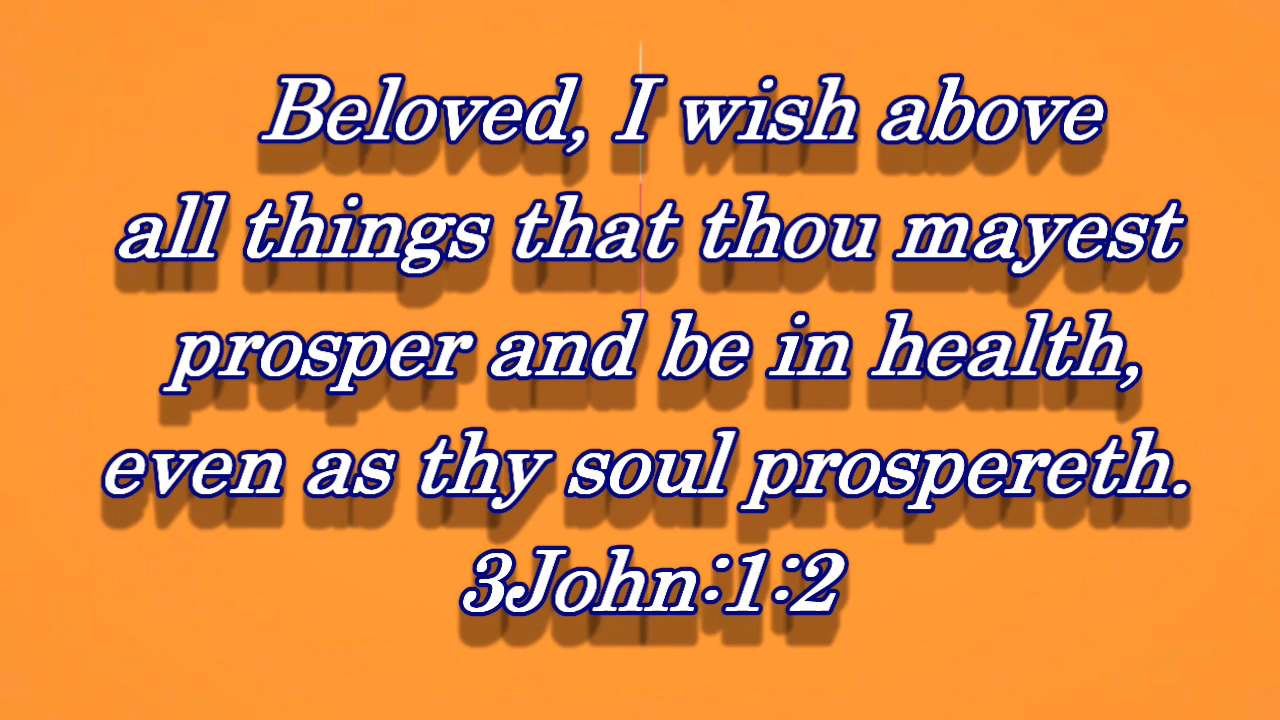 Beloved, I wish above
all things that thou mayest
prosper and be in health,
even as thy soul prospereth.
3John:1:2